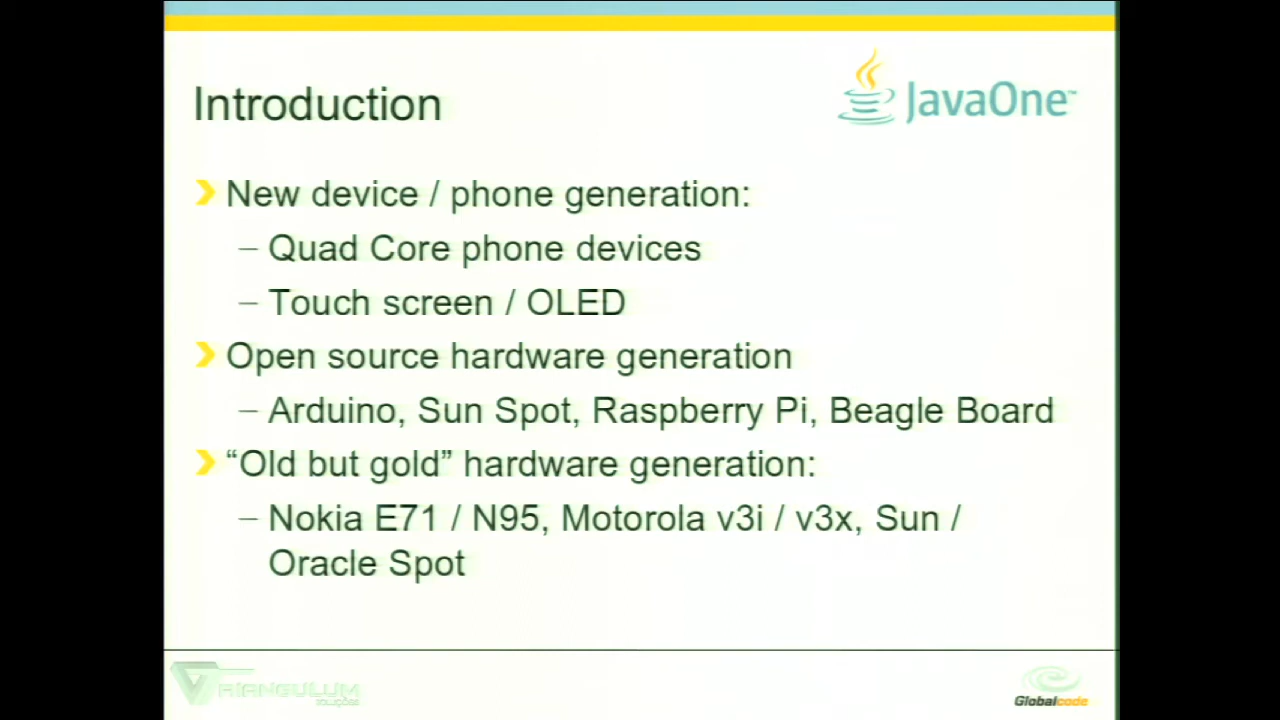 Introduction
JavaOne™
New device / phone generation:
– Quad Core phone devices
– Touch screen / OLED
Open source hardware generation
– Arduino, Sun Spot, Raspberry Pi, Beagle Board
“Old but gold” hardware generation:
– Nokia E71 / N95, Motorola v3i / v3x, Sun /
Oracle Spot
TRIANGULUM
SOLUÇÕES
Globalcode